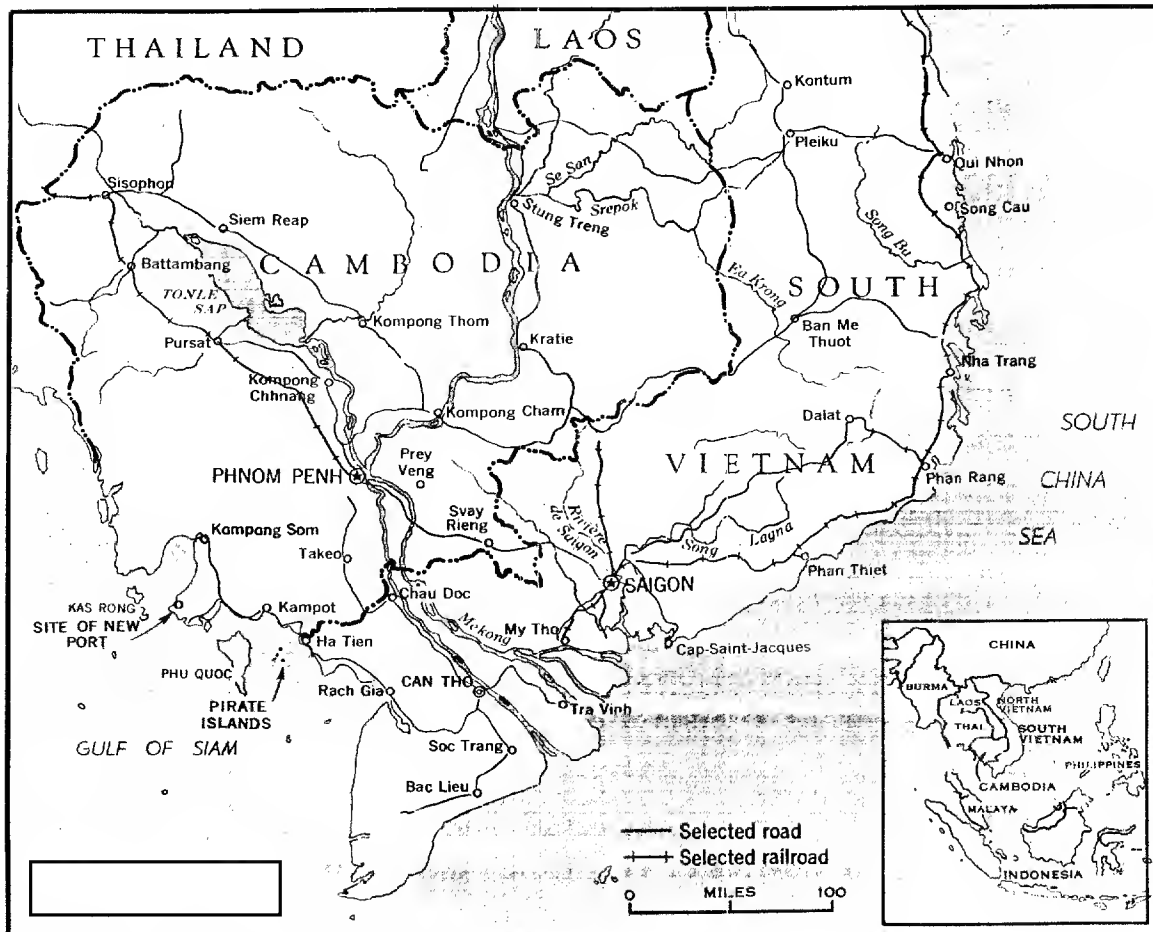 THAILAND
LAOS
Kontum
Pleiku
Qui Nhon
Song Cau
Se San
Srepok
Stung Treng
Sisophon
Siem Reap
CAMBODIA
Battambang
TONLE
SAP
Song Ba
Ea Krong
SOUTH
Kompong Thom
Pursat
Kratie
Ban Me
Thuot
Nha Trang
Kompong
Chhnang
Kompong Cham
Dalat
SOUTH
Prey
Veng
VIETNAM
PHNOM PENH
Phan Rang
CHINA
Svay
Rieng
Rivière
de Saigon
Song Lagna
SEA
Kompong Som
Takeo
Phan Thiet
SAIGON
Chau Doc
KAS RONG
SITE OF NEW
PORT
Kampot
Mekong
My Tho
Ha Tien
Cap-Saint-Jacques
PHU QUOC
CAN THO
Rach Gia
PIRATE
ISLANDS
Tra Vinh
GULF OF SIAM
Soc Trang
Bac Lieu
Selected road
Selected railroad
0 MILES 100
CHINA
BURMA
LAOS
NORTH
VIETNAM
THAI.
SOUTH
VIETNAM
PHILIPPINES
CAMBODIA
MALAYA
INDONESIA